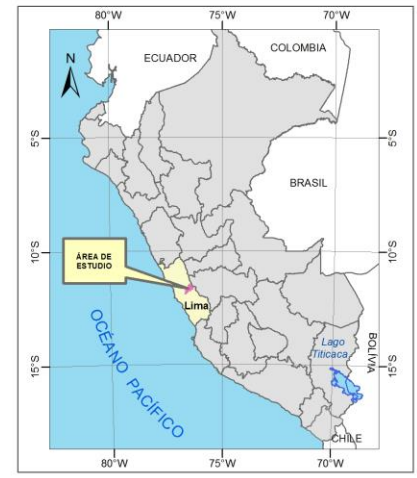 80°W 75°W 70°W
N
ECUADOR
COLOMBIA
5°S 5°S
BRASIL
10°S 10°S
ÁREA DE
ESTUDIO
Lima
OCÉANO PACÍFICO
Lago
Titicaca
BOLÍVIA
15°S 15°S
CHILE
80°W 75°W 70°W